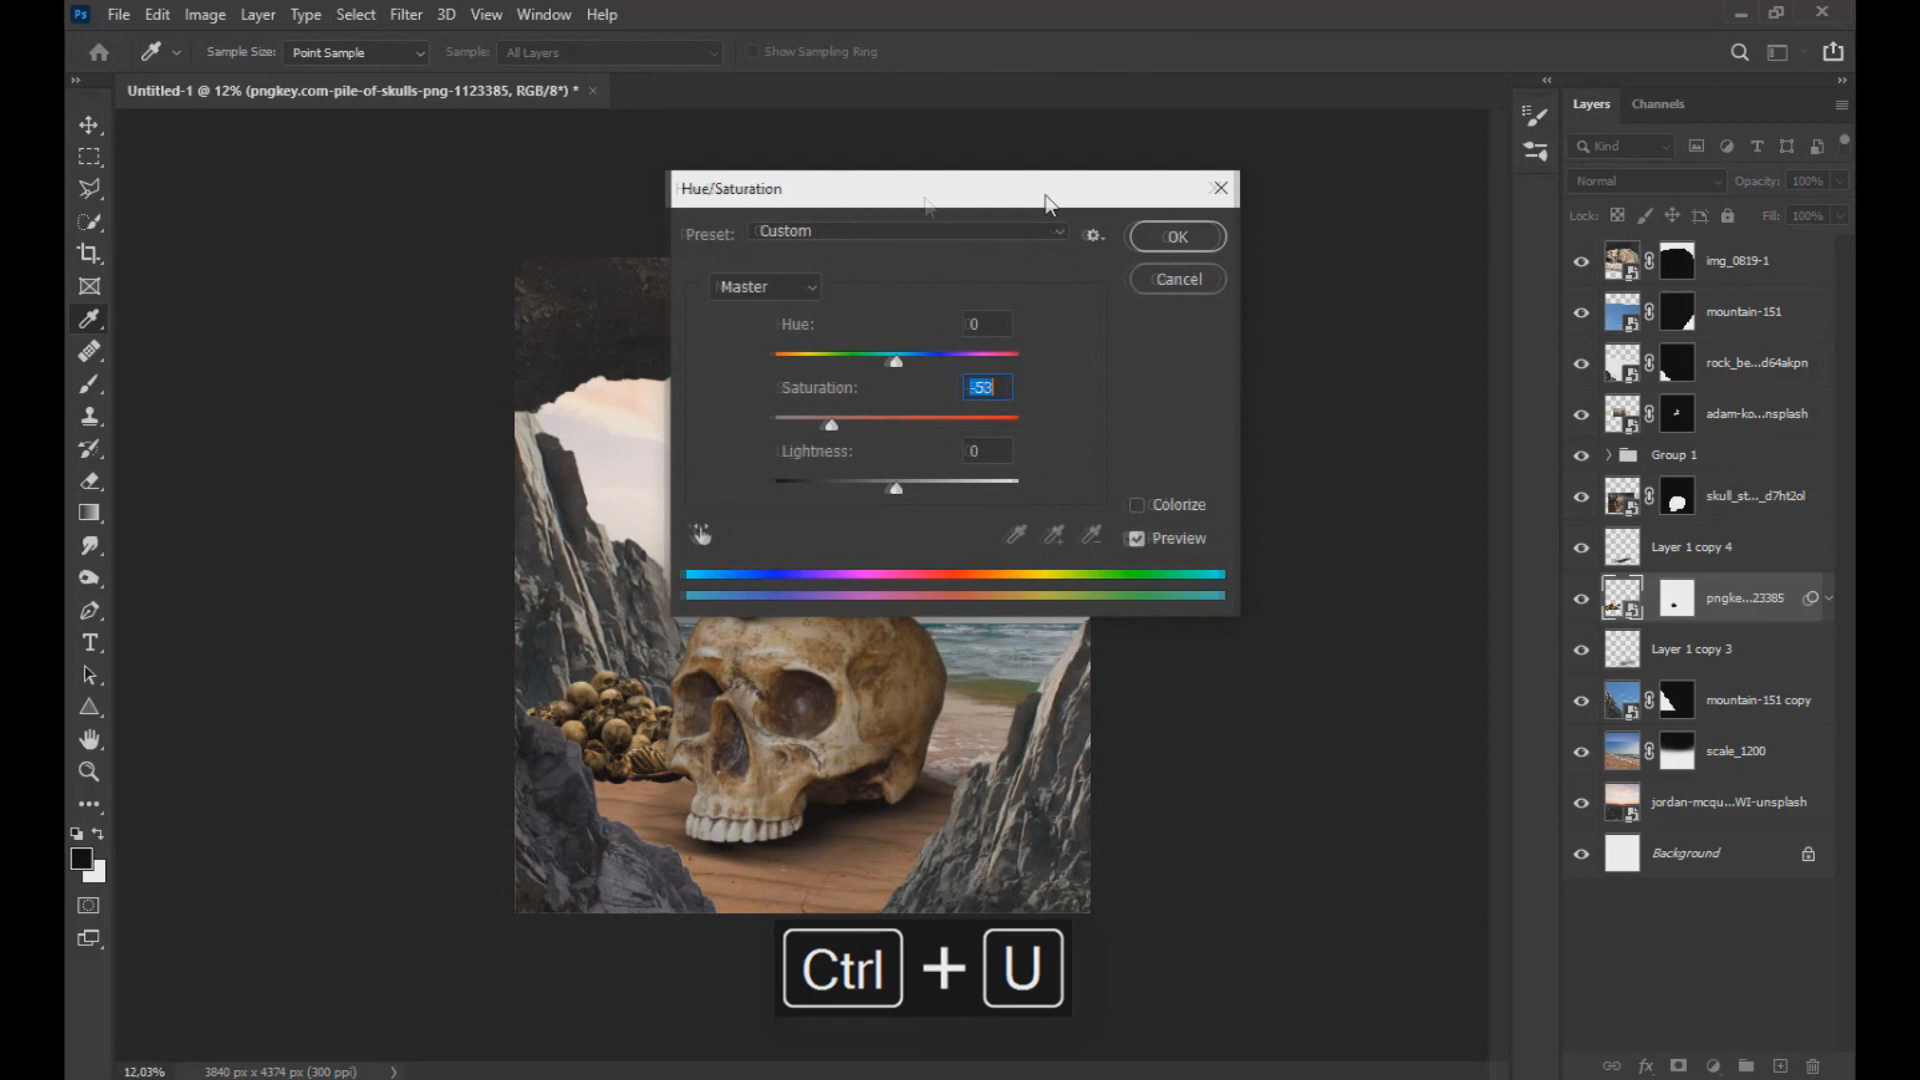 Ps File Edit Image Layer Type Select Filter 3D View Window Help
Sample Size: Point Sample Sample: All Layers Show Sampling Ring
Untitled-1 @ 12% (pngkey.com-pile-of-skulls-png-1123385, RGB/8*) *
Layers Channels
Kind
Normal Opacity: 100%
Lock: Fill: 100%
Hue/Saturation
Preset: Custom
OK
Master
Cancel
Hue: 0
Saturation: -53
Lightness: 0
Colorize
Preview
img_0819-1
mountain-151
rock_be...d64akpn
adam-ko...nsplash
Group 1
skull_st..._d7ht2ol
Layer 1 copy 4
pngke...23385
Layer 1 copy 3
mountain-151 copy
scale_1200
jordan-mcqu...WI-unsplash
Background
Ctrl + U
12,03% 3840 px x 4374 px (300 ppi)
fx